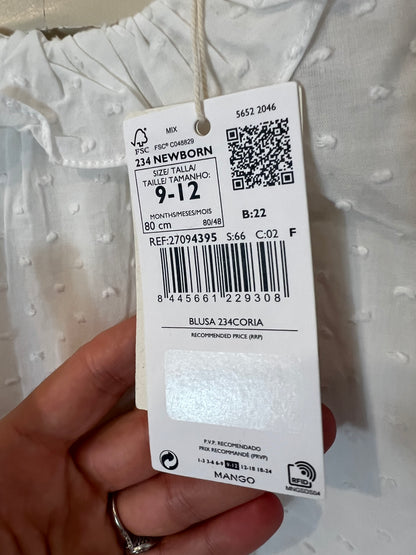 5652 2046
MIX
FSC
FSC® C048829
234 NEWBORN
SIZE/ TALLA/
TAILLE/ TAMANHO:
9-12
MONTHS/MESES/MOIS
80 cm 80/48
B:22
REF:27094395 S:66 C:02 F
8 445661 229308
BLUSA 234CORIA
RECOMMENDED PRICE (RRP)
P.V.P. RECOMENDADO
PRIX RECOMMANDÉ (PRVP)
1-3 3-6 6-9 9-12 12-18 18-24
MANGO
RFID